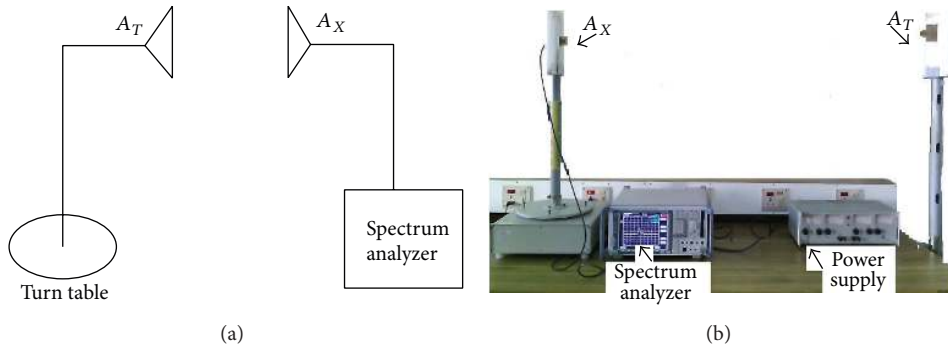 A_T
A_X
Spectrum
analyzer
Turn table
(a)
A_X
A_T
Spectrum
analyzer
Power
supply
(b)